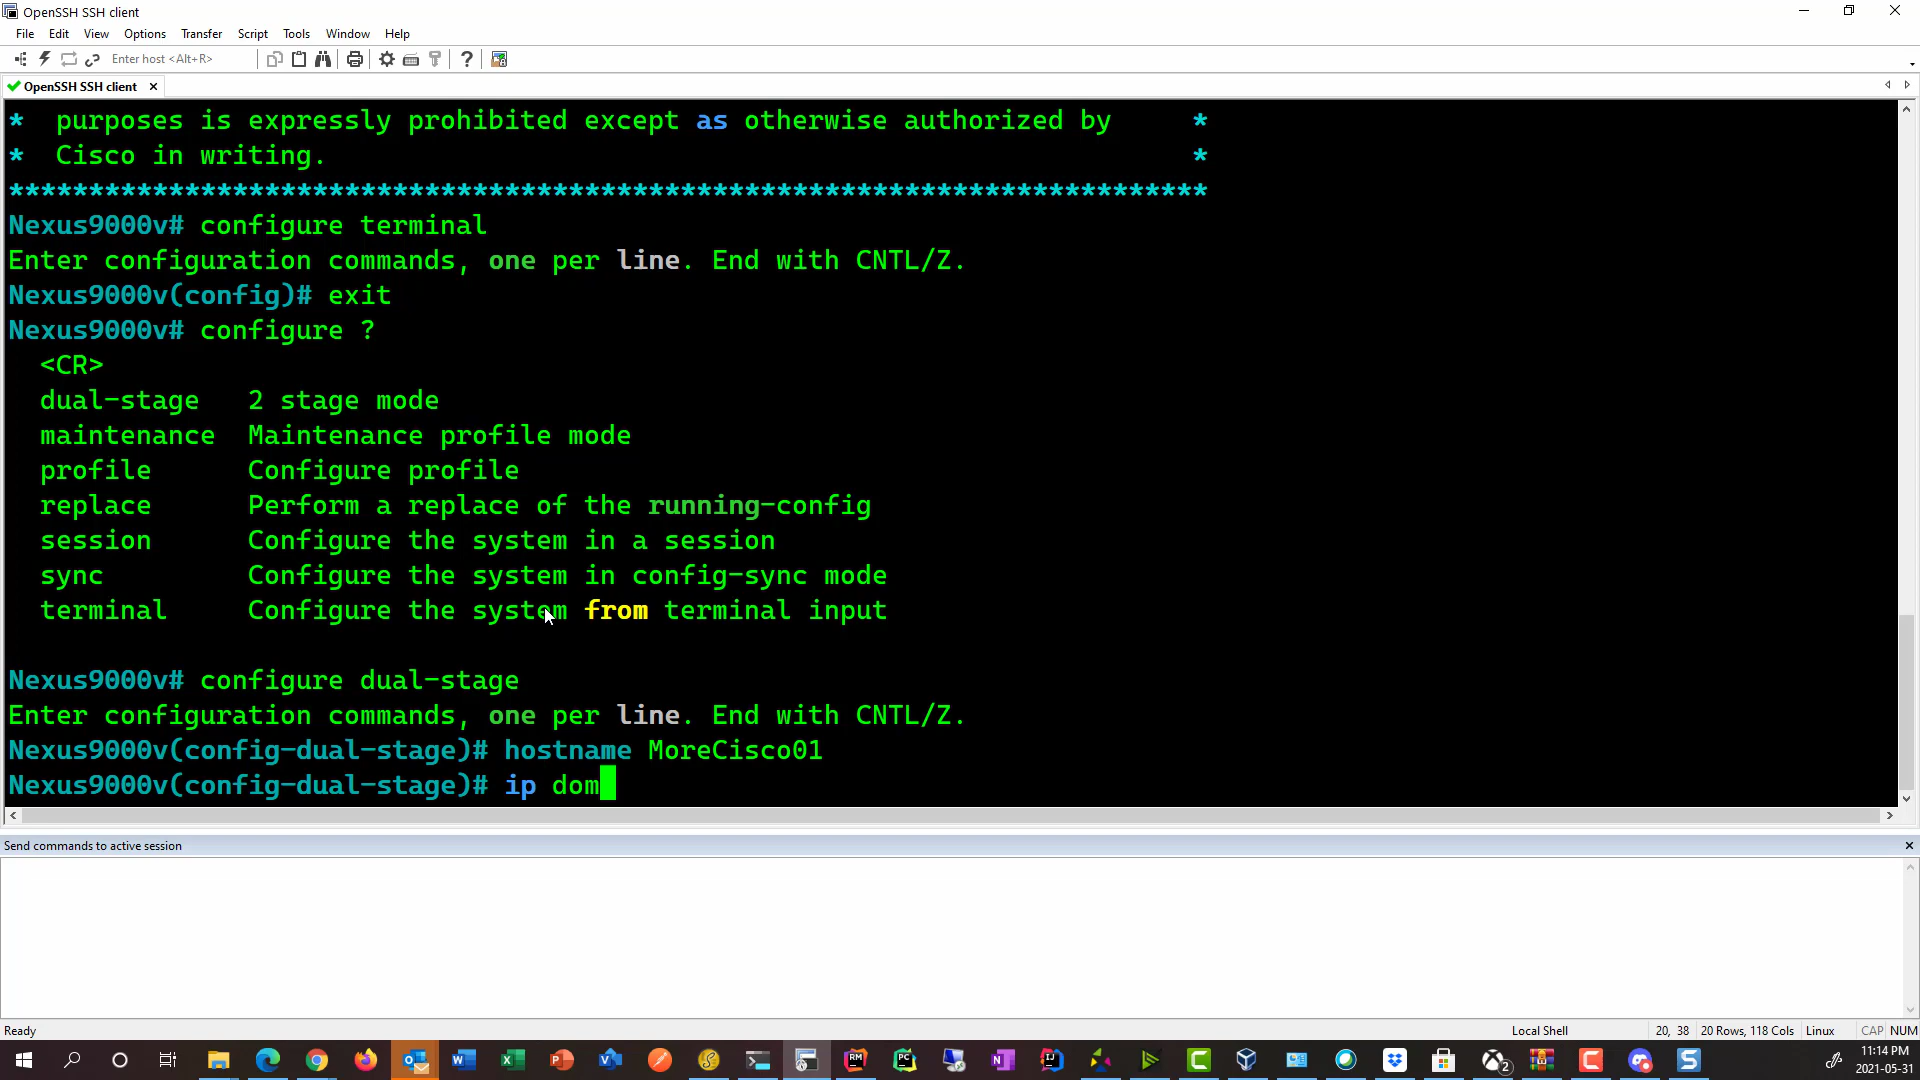 OpenSSH SSH client
File Edit View Options Transfer Script Tools Window Help
Enter host <Alt+R>
OpenSSH SSH client
*  purposes is expressly prohibited except as otherwise authorized by     *
*  Cisco in writing.                                                      *
***************************************************************************
Nexus9000v# configure terminal
Enter configuration commands, one per line. End with CNTL/Z.
Nexus9000v(config)# exit
Nexus9000v# configure ?
  <CR>
  dual-stage   2 stage mode
  maintenance  Maintenance profile mode
  profile      Configure profile
  replace      Perform a replace of the running-config
  session      Configure the system in a session
  sync         Configure the system in config-sync mode
  terminal     Configure the system from terminal input
Nexus9000v# configure dual-stage
Enter configuration commands, one per line. End with CNTL/Z.
Nexus9000v(config-dual-stage)# hostname MoreCisco01
Nexus9000v(config-dual-stage)# ip dom
Send commands to active session
Ready Local Shell 20, 38 20 Rows, 118 Cols Linux CAP NUM
11:14 PM
2021-05-31